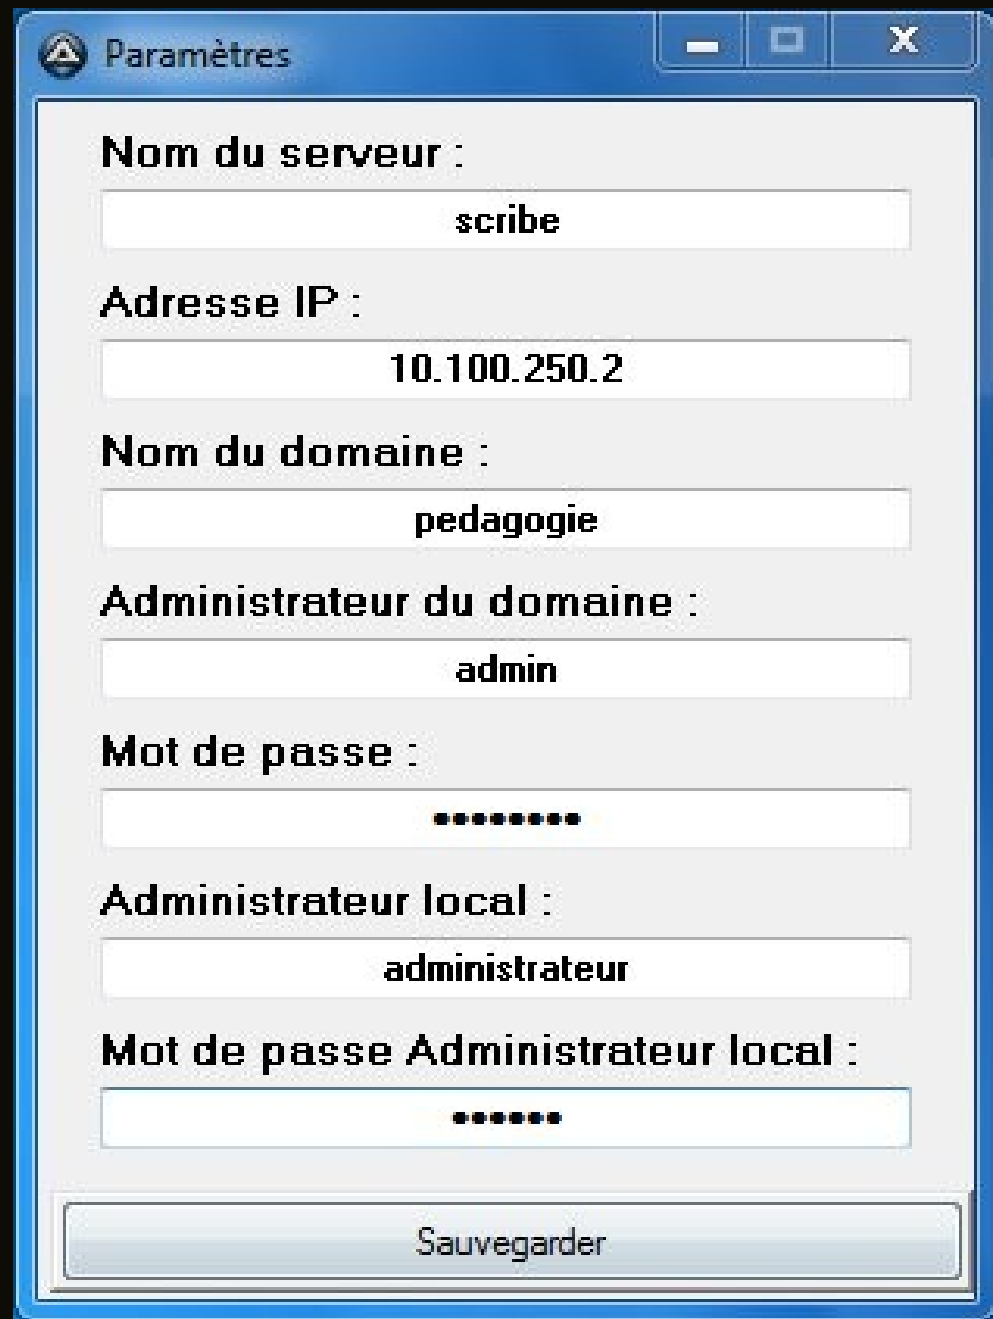 Paramètres
Nom du serveur :
scribe
Adresse IP :
10.100.250.2
Nom du domaine :
pedagogie
Administrateur du domaine :
admin
Mot de passe :
••••••••
Administrateur local :
administrateur
Mot de passe Administrateur local :
••••••
Sauvegarder